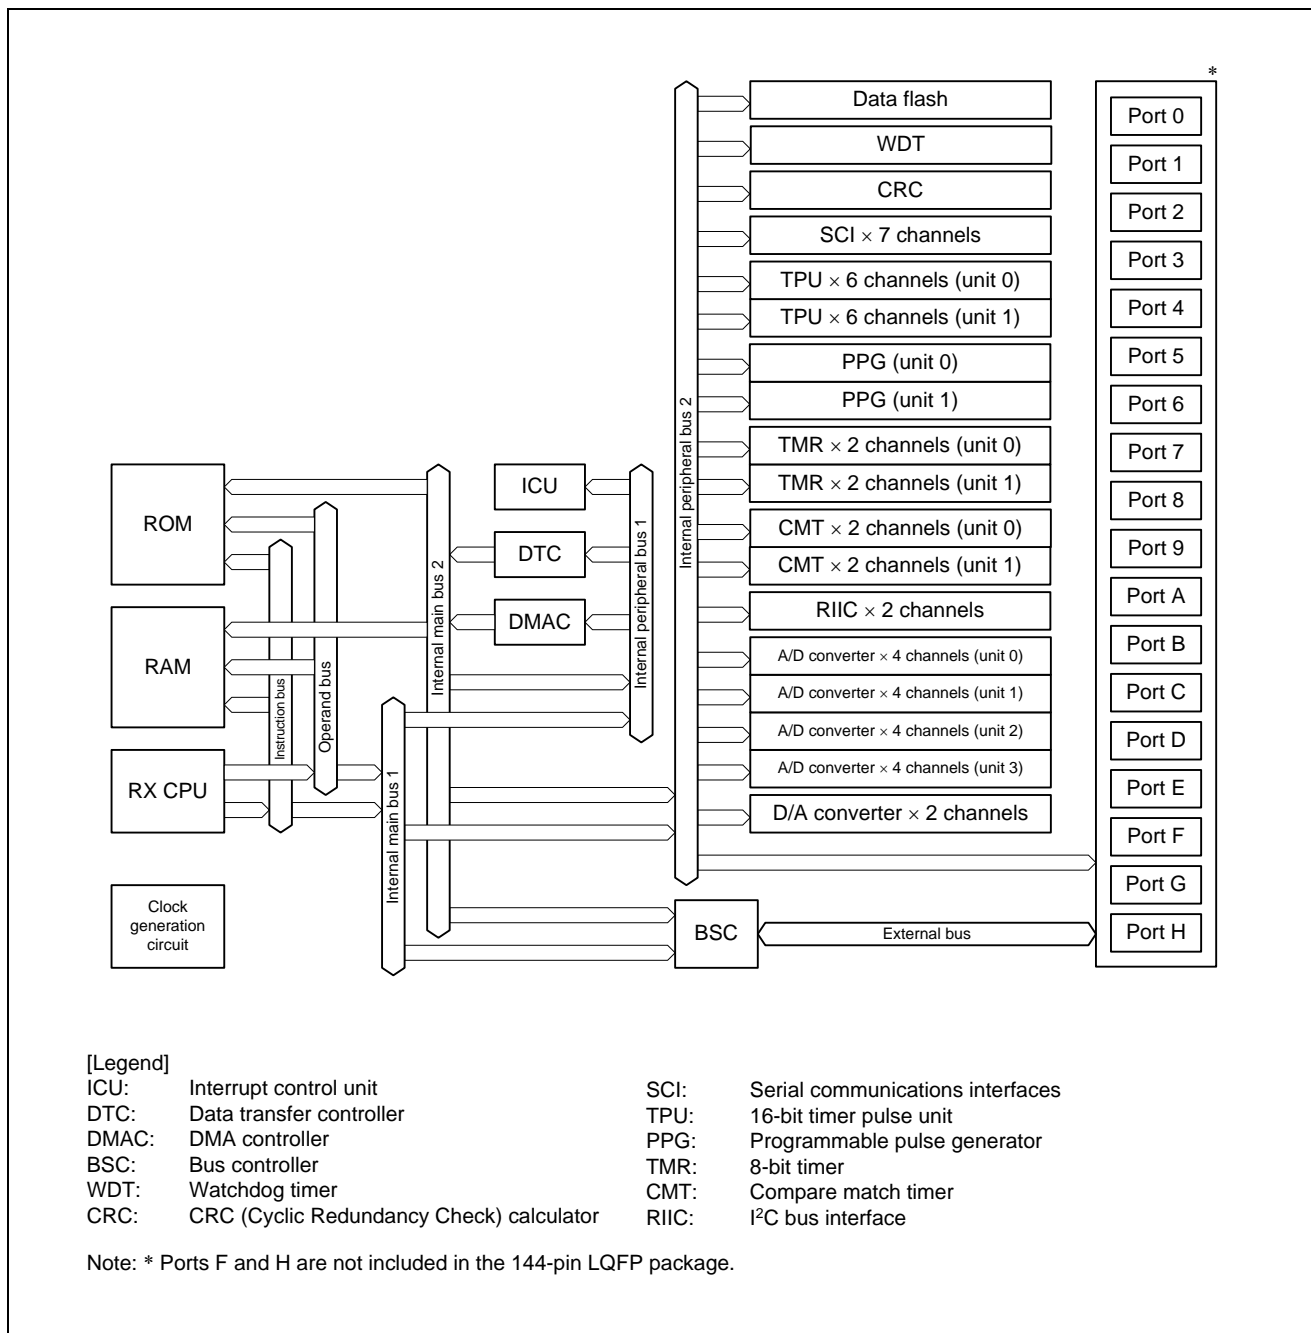 *
Data flash
WDT
CRC
SCI × 7 channels
TPU × 6 channels (unit 0)
TPU × 6 channels (unit 1)
PPG (unit 0)
PPG (unit 1)
TMR × 2 channels (unit 0)
TMR × 2 channels (unit 1)
CMT × 2 channels (unit 0)
CMT × 2 channels (unit 1)
RIIC × 2 channels
A/D converter × 4 channels (unit 0)
A/D converter × 4 channels (unit 1)
A/D converter × 4 channels (unit 2)
A/D converter × 4 channels (unit 3)
D/A converter × 2 channels
Port 0
Port 1
Port 2
Port 3
Port 4
Port 5
Port 6
Port 7
Port 8
Port 9
Port A
Port B
Port C
Port D
Port E
Port F
Port G
Port H
Internal peripheral bus 2
ROM
RAM
RX CPU
Clock
generation
circuit
Instruction bus
Operand bus
Internal main bus 1
Internal main bus 2
ICU
DTC
DMAC
Internal peripheral bus 1
BSC
External bus
[Legend]
ICU: Interrupt control unit
DTC: Data transfer controller
DMAC: DMA controller
BSC: Bus controller
WDT: Watchdog timer
CRC: CRC (Cyclic Redundancy Check) calculator
SCI: Serial communications interfaces
TPU: 16-bit timer pulse unit
PPG: Programmable pulse generator
TMR: 8-bit timer
CMT: Compare match timer
RIIC: I²C bus interface
Note: * Ports F and H are not included in the 144-pin LQFP package.